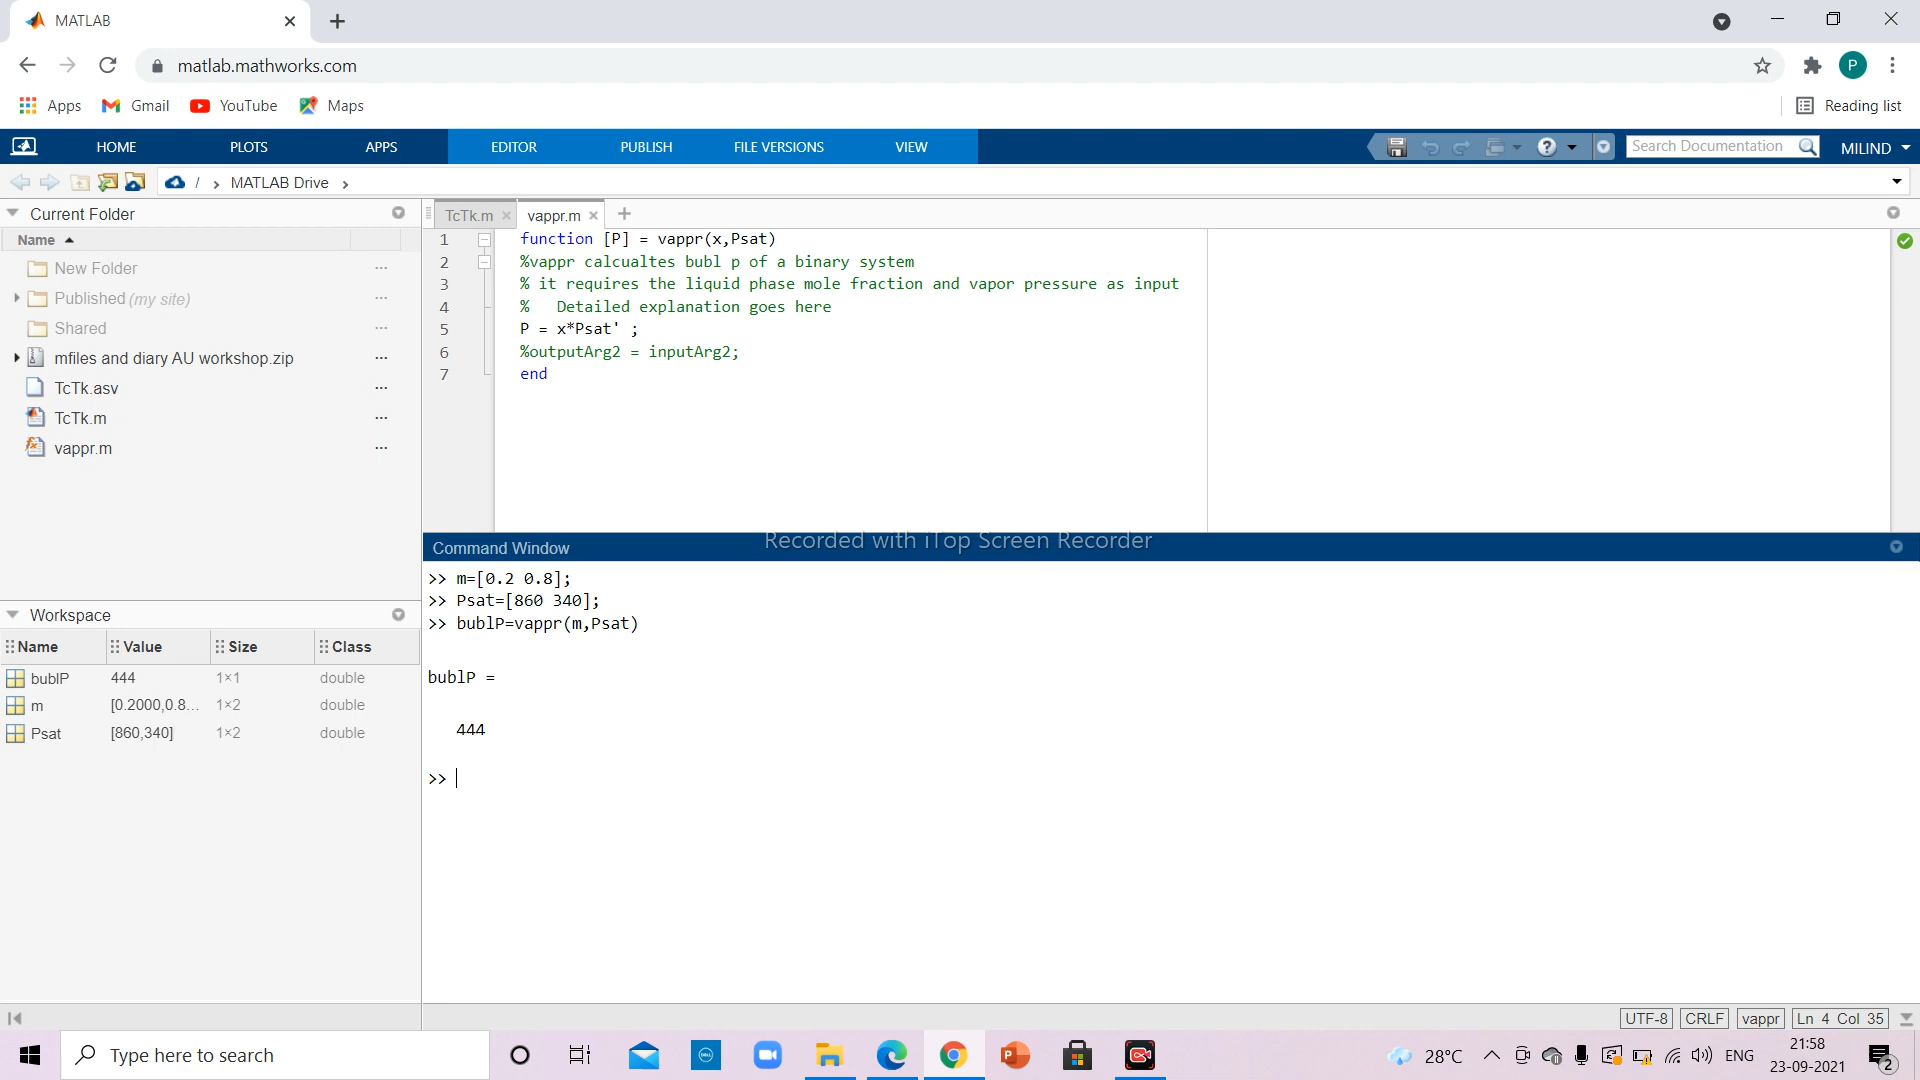 MATLAB
matlab.mathworks.com
P
Apps Gmail YouTube Maps
Reading list
HOME PLOTS APPS EDITOR PUBLISH FILE VERSIONS VIEW
Search Documentation
MILIND
/ › MATLAB Drive ›
Current Folder
Name
New Folder
Published (my site)
Shared
mfiles and diary AU workshop.zip
TcTk.asv
TcTk.m
vappr.m
TcTk.m vappr.m
1 function [P] = vappr(x,Psat)
2 %vappr calcualtes bubl p of a binary system
3 % it requires the liquid phase mole fraction and vapor pressure as input
4 %   Detailed explanation goes here
5 P = x*Psat' ;
6 %outputArg2 = inputArg2;
7 end
Recorded with iTop Screen Recorder
Command Window
>> m=[0.2 0.8];
>> Psat=[860 340];
>> bublP=vappr(m,Psat)
bublP =
444
>>
Workspace
Name Value Size Class
bublP 444 1×1 double
m [0.2000,0.8... 1×2 double
Psat [860,340] 1×2 double
UTF-8 CRLF vappr Ln 4 Col 35
Type here to search
28°C
ENG
21:58
23-09-2021
2